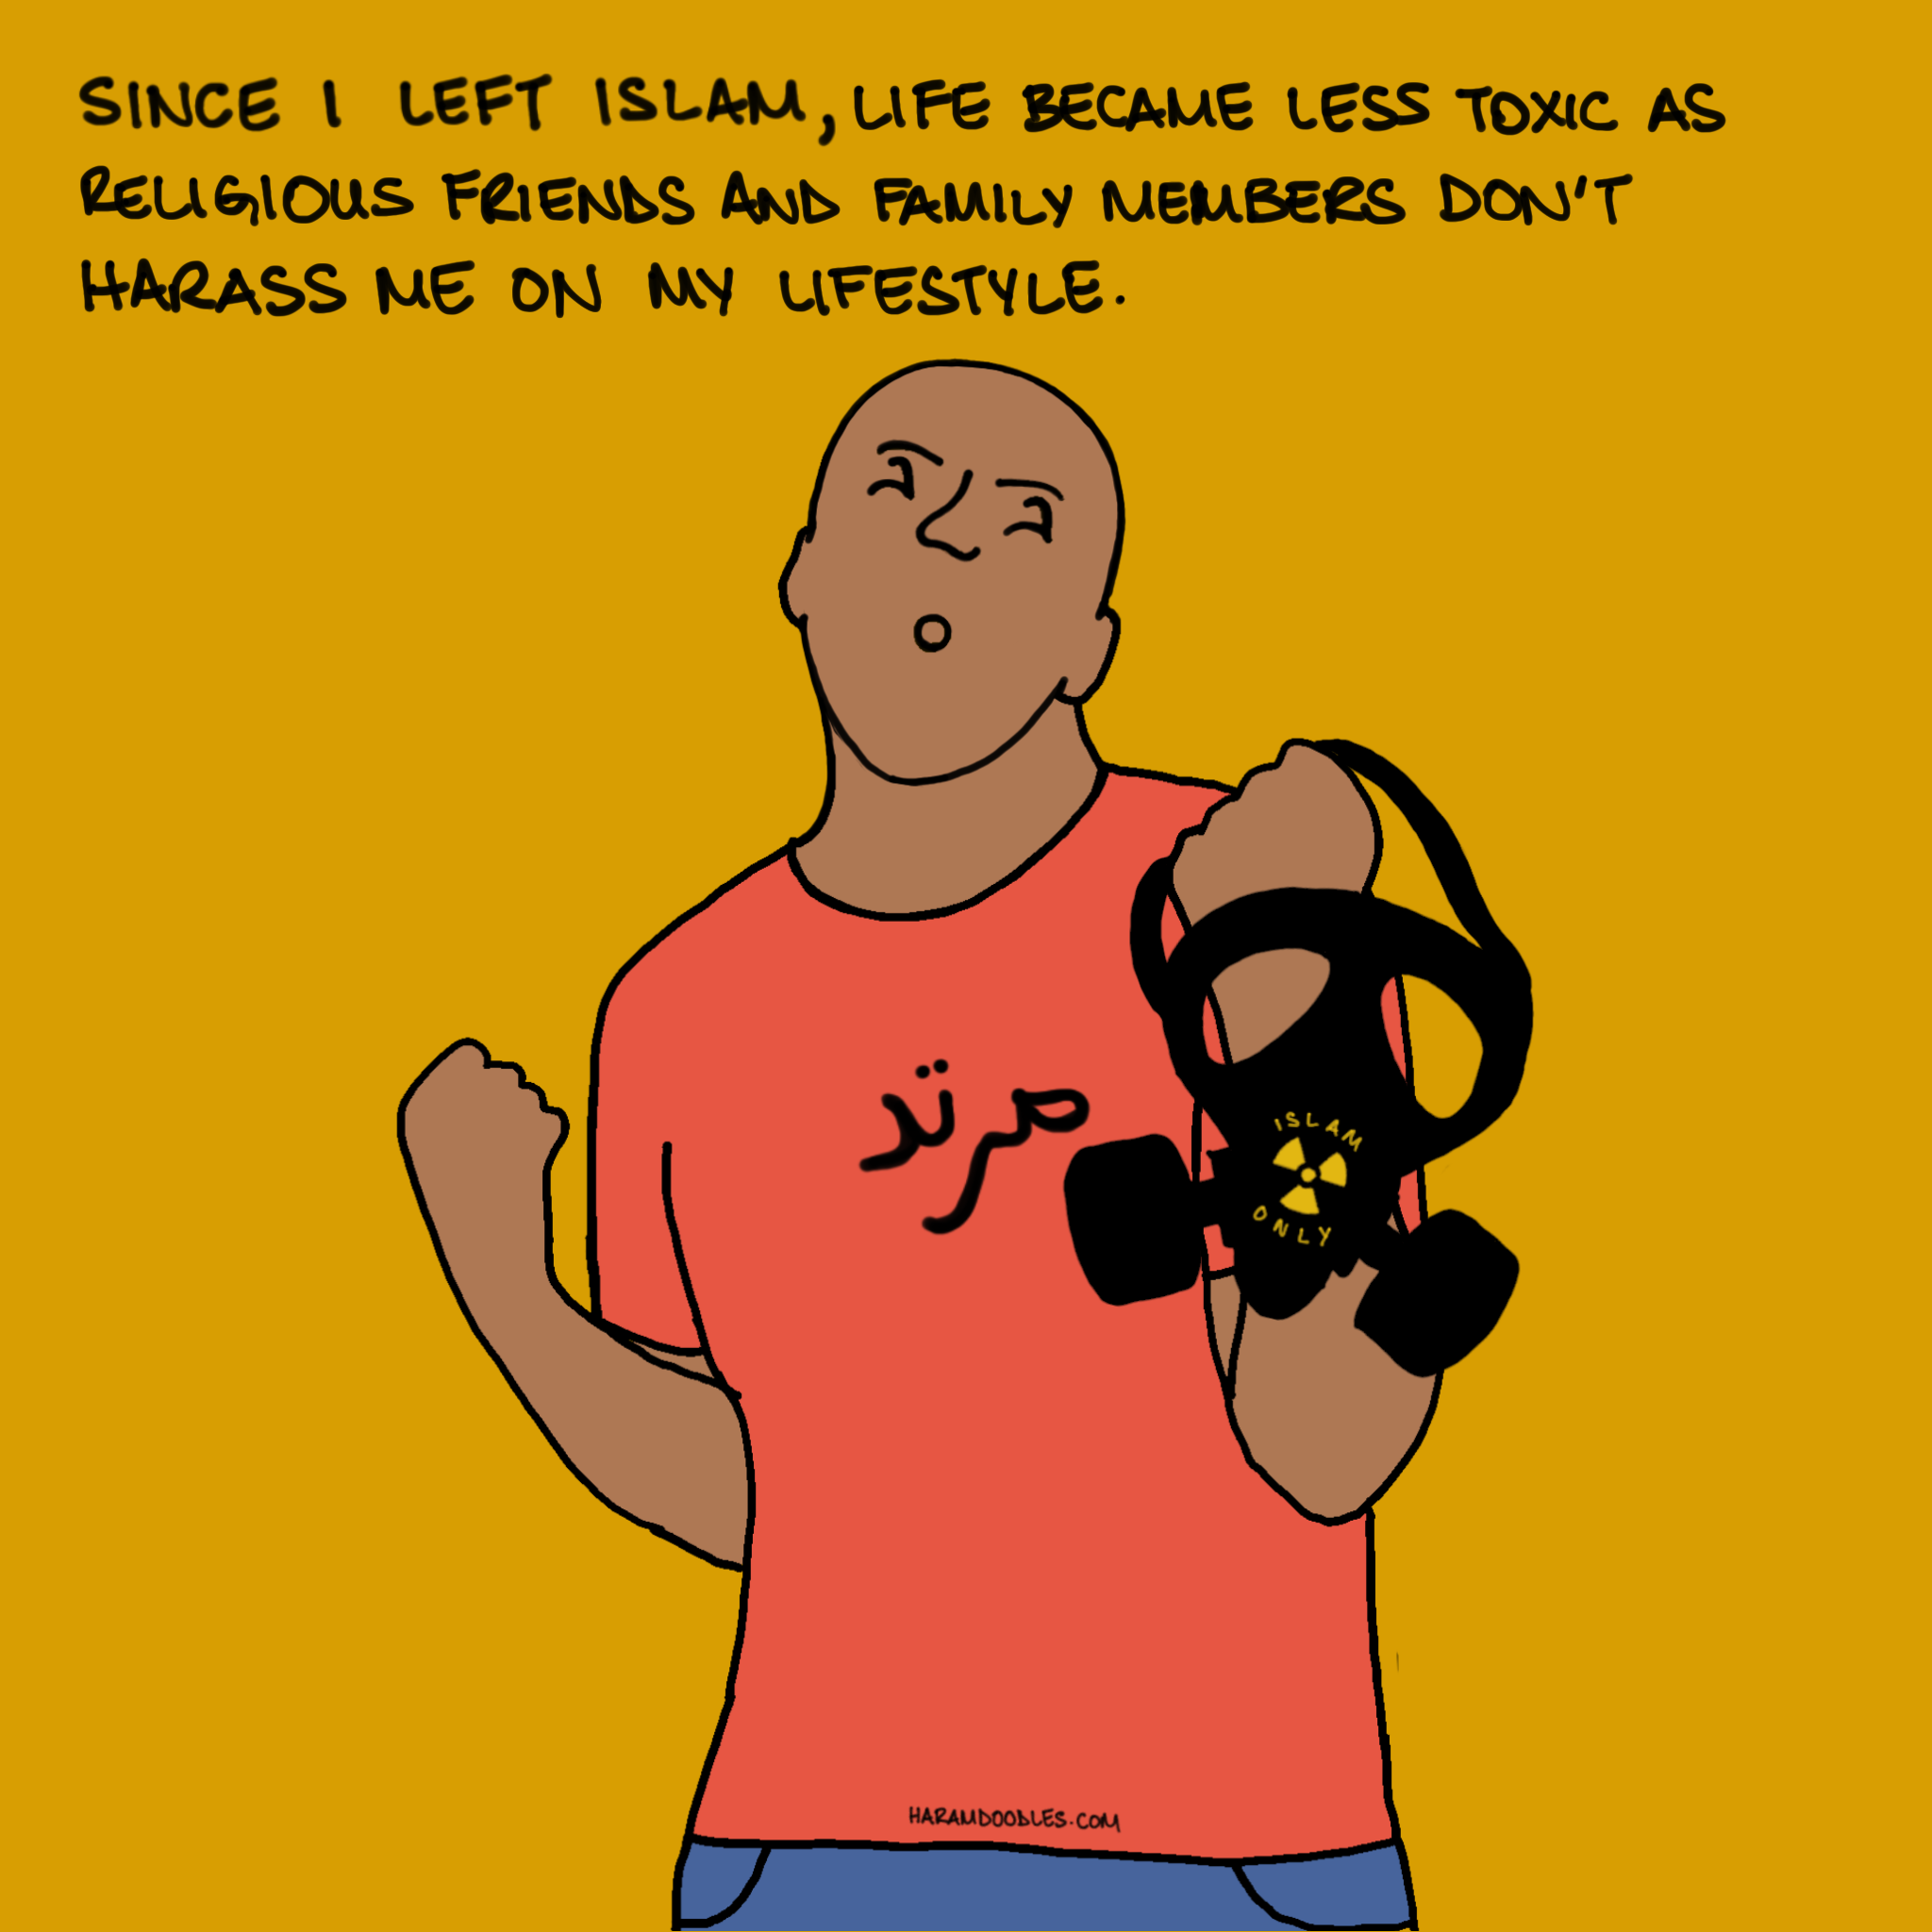 SINCE I LEFT ISLAM, LIFE BECAME LESS TOXIC AS
RELIGIOUS FRIENDS AND FAMILY MEMBERS DON'T
HARASS ME ON MY LIFESTYLE.
مرتد
ISLAM
ONLY
HARAMDOODLES.COM